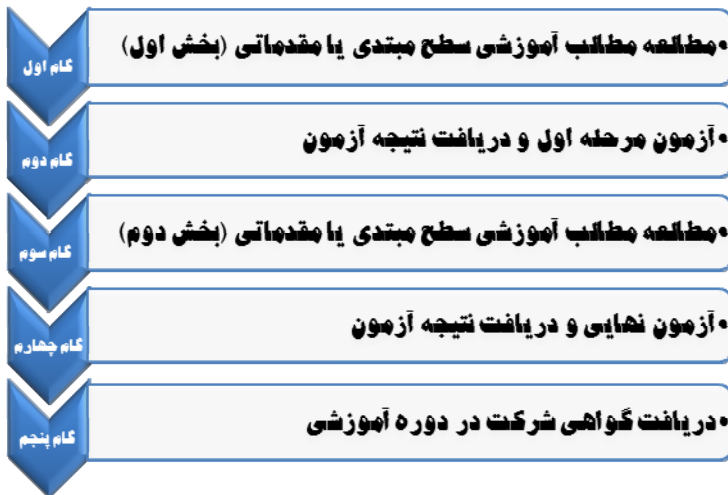 گام اول
•مطالعه مطالب آموزشی سطح مبتدی یا مقدماتی (بخش اول)
گام دوم
•آزمون مرحله اول و دریافت نتیجه آزمون
گام سوم
•مطالعه مطالب آموزشی سطح مبتدی یا مقدماتی (بخش دوم)
گام چهارم
•آزمون نهایی و دریافت نتیجه آزمون
گام پنجم
•دریافت گواهی شرکت در دوره آموزشی